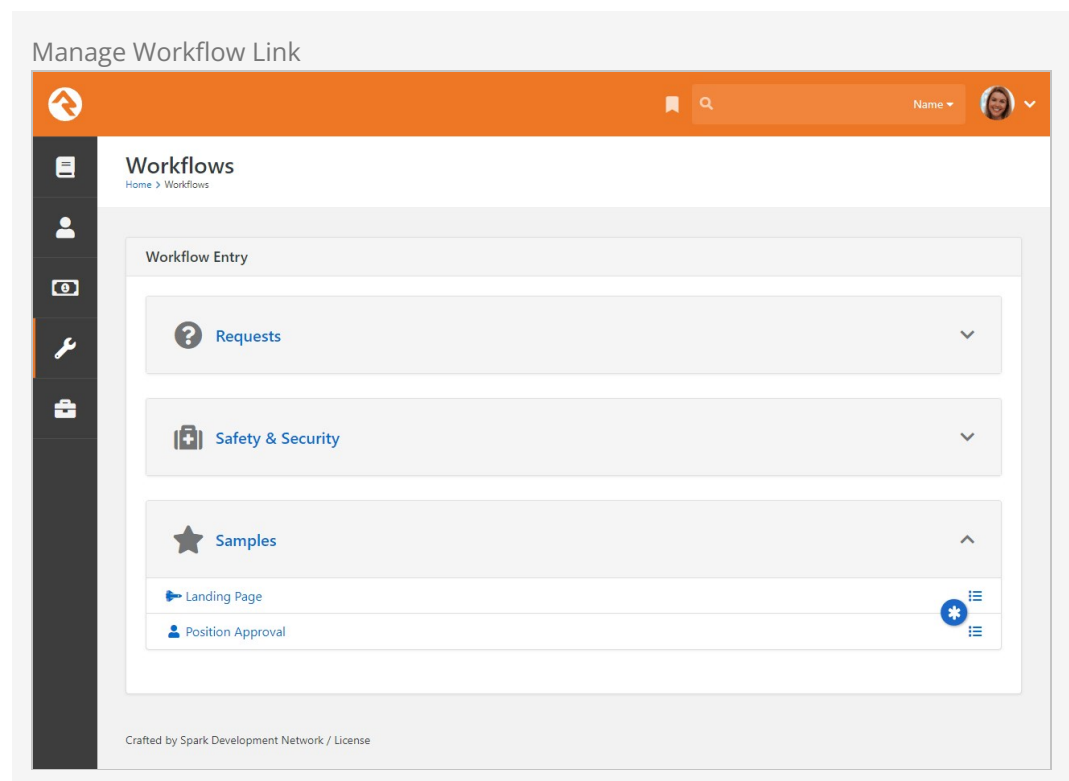 Manage Workflow Link
Name
Workflows
Home > Workflows
Workflow Entry
Requests
Safety & Security
Samples
Landing Page
Position Approval
Crafted by Spark Development Network / License